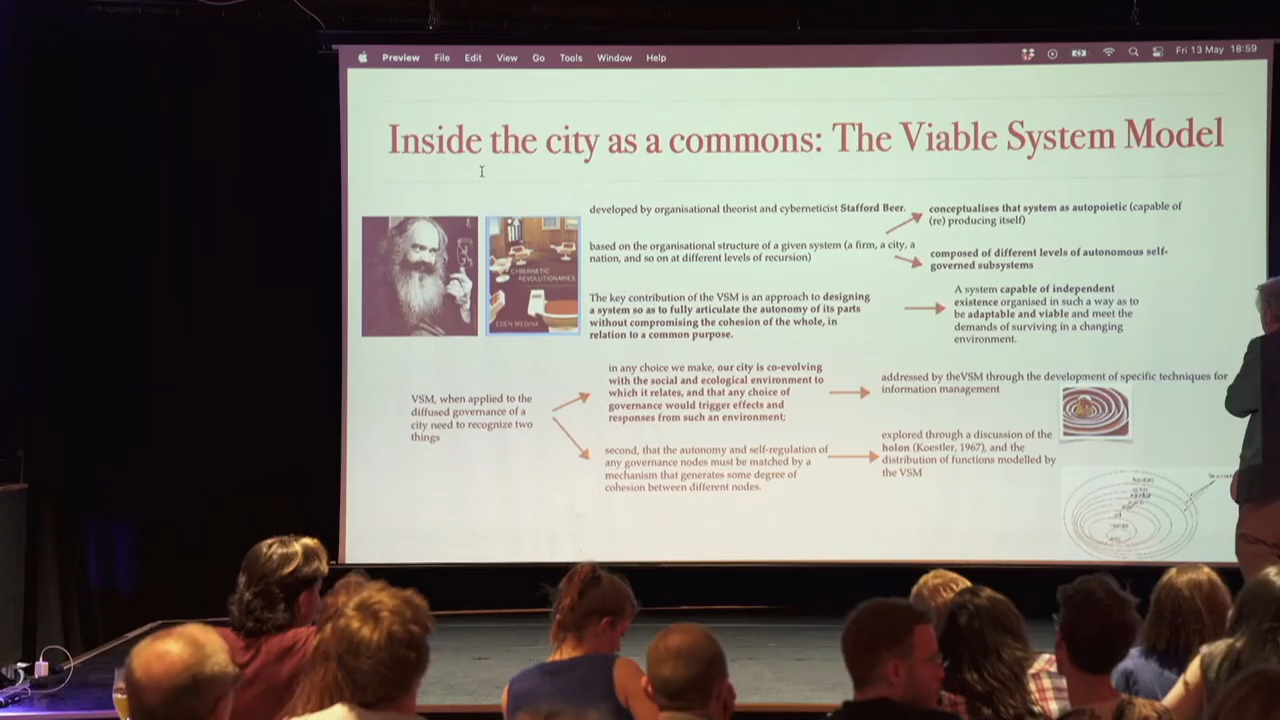 Preview File Edit View Go Tools Window Help
Fri 13 May 18:59
Inside the city as a commons: The Viable System Model
CYBERNETIC
REVOLUTIONARIES
EDEN MEDINA
developed by organisational theorist and cyberneticist Stafford Beer.
based on the organisational structure of a given system (a firm, a city, a
nation, and so on at different levels of recursion)
conceptualises that system as autopoietic (capable of
(re) producing itself)
composed of different levels of autonomous self-
governed subsystems
The key contribution of the VSM is an approach to designing
a system so as to fully articulate the autonomy of its parts
without compromising the cohesion of the whole, in
relation to a common purpose.
A system capable of independent
existence organised in such a way as to
be adaptable and viable and meet the
demands of surviving in a changing
environment.
VSM, when applied to the
diffused governance of a
city need to recognize two
things
in any choice we make, our city is co-evolving
with the social and ecological environment to
which it relates, and that any choice of
governance would trigger effects and
responses from such an environment;
addressed by theVSM through the development of specific techniques for
information management
second, that the autonomy and self-regulation of
any governance nodes must be matched by a
mechanism that generates some degree of
cohesion between different nodes.
explored through a discussion of the
holon (Koestler, 1967), and the
distribution of functions modelled by
the VSM